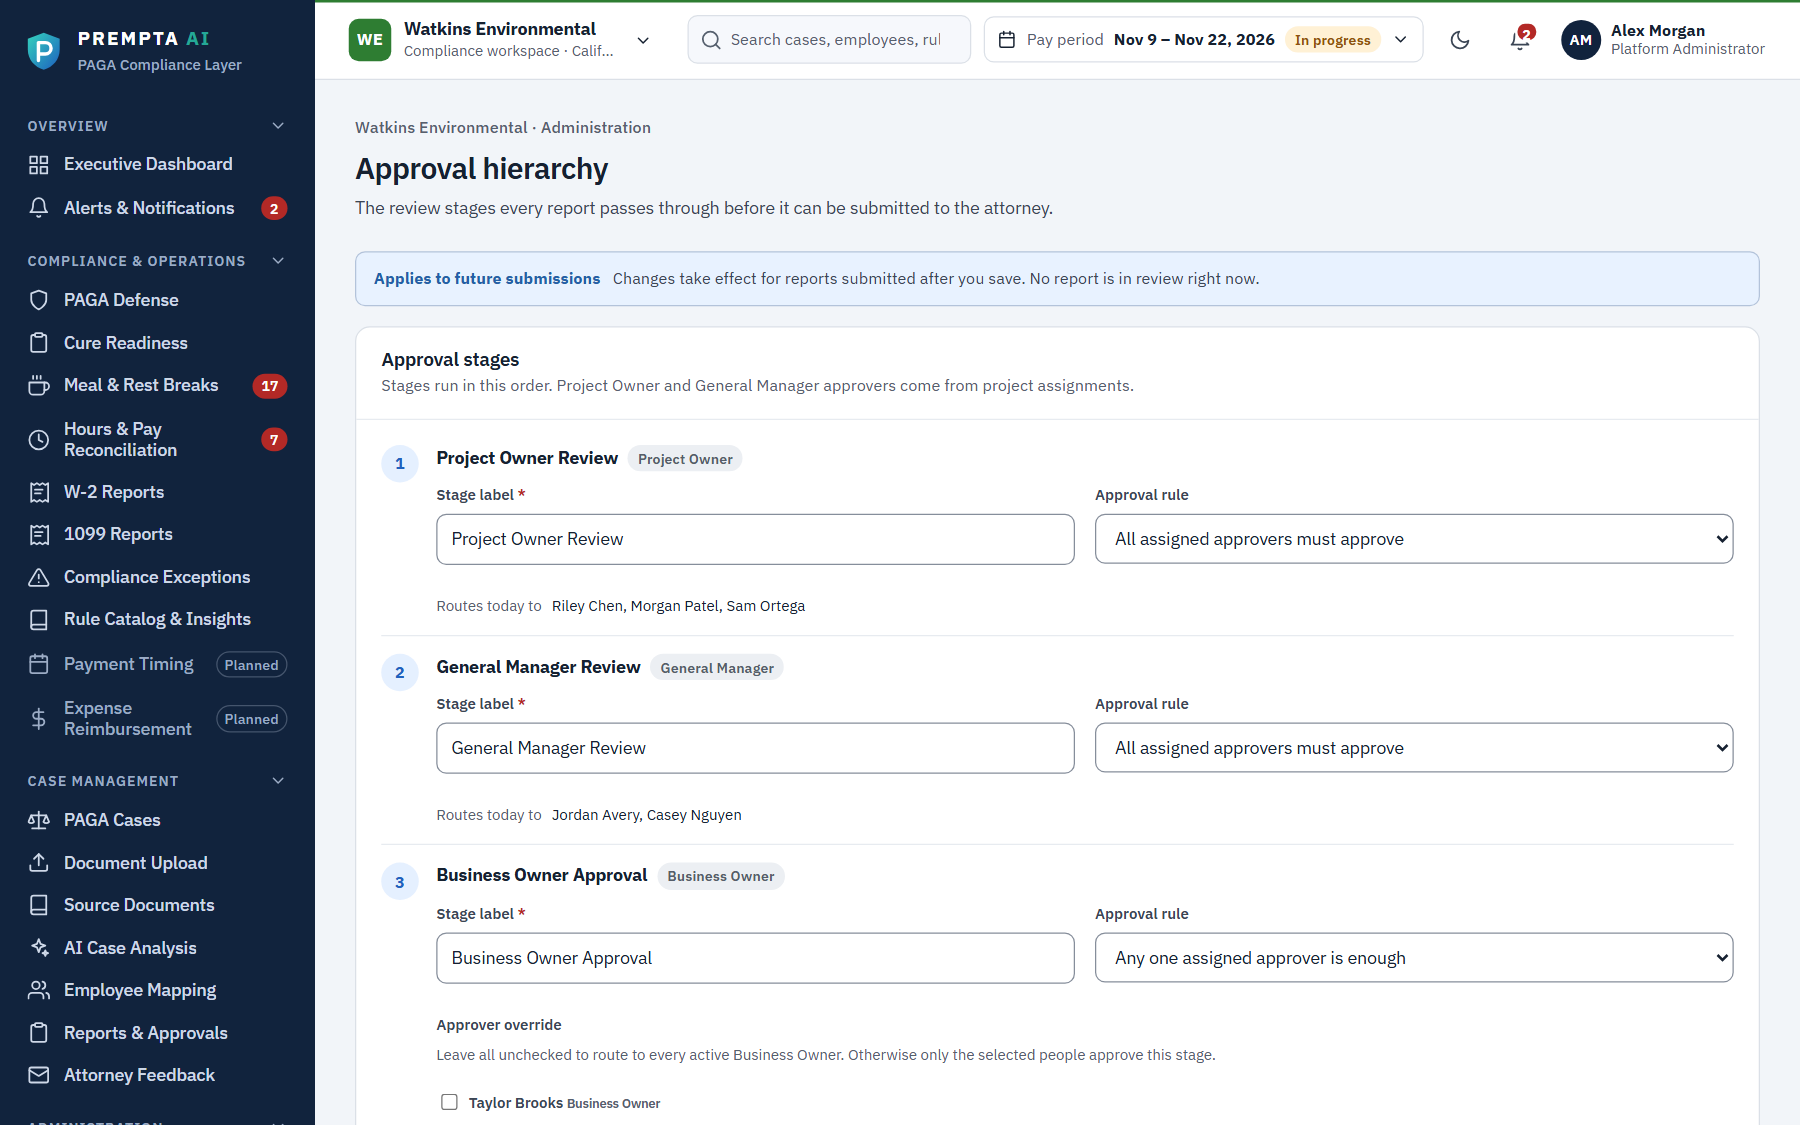 PREMPTA AI
PAGA Compliance Layer
OVERVIEW
Executive Dashboard
Alerts & Notifications
2
COMPLIANCE & OPERATIONS
PAGA Defense
Cure Readiness
Meal & Rest Breaks
17
Hours & Pay
Reconciliation
7
W-2 Reports
1099 Reports
Compliance Exceptions
Rule Catalog & Insights
Payment Timing
Planned
Expense
Reimbursement
Planned
CASE MANAGEMENT
PAGA Cases
Document Upload
Source Documents
AI Case Analysis
Employee Mapping
Reports & Approvals
Attorney Feedback
WE
Watkins Environmental
Compliance workspace · Calif...
Search cases, employees, rul
Pay period Nov 9 – Nov 22, 2026 In progress
2
AM
Alex Morgan
Platform Administrator
Watkins Environmental · Administration
Approval hierarchy
The review stages every report passes through before it can be submitted to the attorney.
Applies to future submissions Changes take effect for reports submitted after you save. No report is in review right now.
Approval stages
Stages run in this order. Project Owner and General Manager approvers come from project assignments.
1
Project Owner Review Project Owner
Stage label *
Approval rule
Project Owner Review
All assigned approvers must approve
Routes today to Riley Chen, Morgan Patel, Sam Ortega
2
General Manager Review General Manager
Stage label *
Approval rule
General Manager Review
All assigned approvers must approve
Routes today to Jordan Avery, Casey Nguyen
3
Business Owner Approval Business Owner
Stage label *
Approval rule
Business Owner Approval
Any one assigned approver is enough
Approver override
Leave all unchecked to route to every active Business Owner. Otherwise only the selected people approve this stage.
Taylor Brooks Business Owner